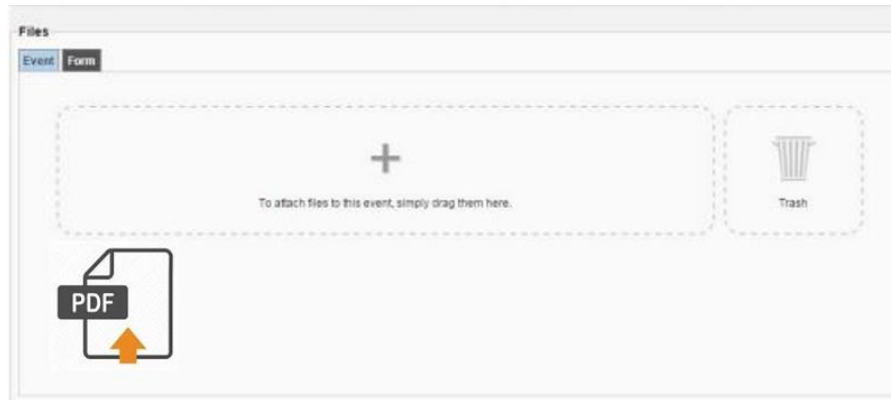 Files
Event Form
To attach files to this event, simply drag them here.
Trash
PDF